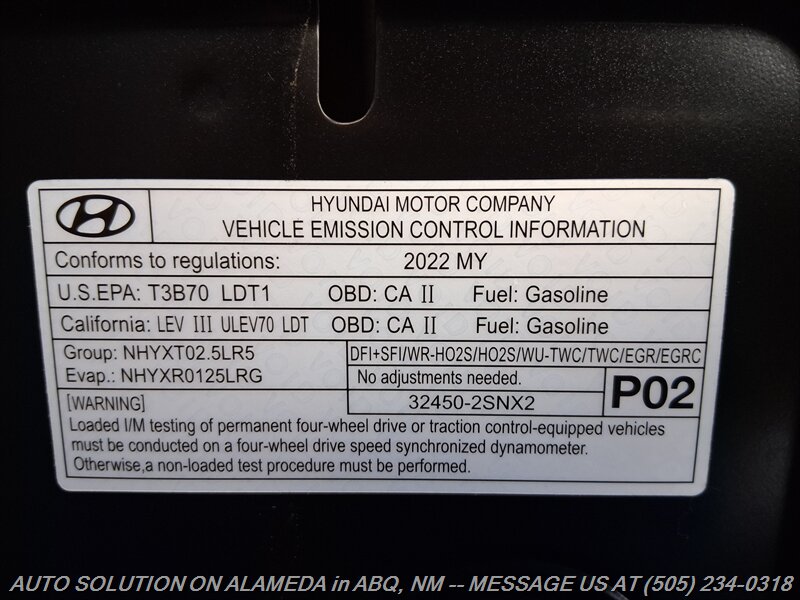 HYUNDAI MOTOR COMPANY
VEHICLE EMISSION CONTROL INFORMATION
Conforms to regulations: 2022 MY
U.S.EPA: T3B70 LDT1 OBD: CA II Fuel: Gasoline
California: LEV III ULEV70 LDT OBD: CA II Fuel: Gasoline
Group: NHYXT02.5LR5
DFI+SFI/WR-HO2S/HO2S/WU-TWC/TWC/EGR/EGRC
Evap.: NHYXR0125LRG
No adjustments needed.
P02
[WARNING]
32450-2SNX2
Loaded I/M testing of permanent four-wheel drive or traction control-equipped vehicles
must be conducted on a four-wheel drive speed synchronized dynamometer.
Otherwise,a non-loaded test procedure must be performed.
AUTO SOLUTION ON ALAMEDA in ABQ, NM -- MESSAGE US AT (505) 234-0318